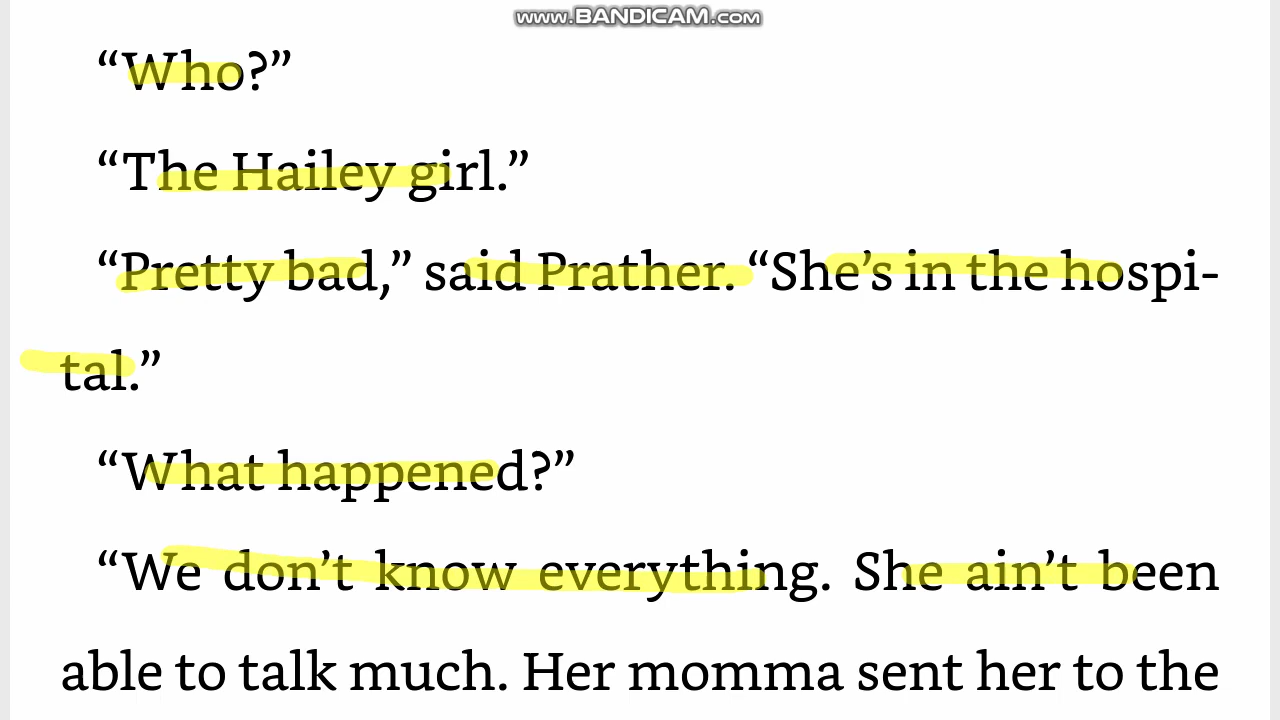 www.BANDICAM.com
“Who?”
“The Hailey girl.”
“Pretty bad,” said Prather. “She’s in the hospi-
tal.”
“What happened?”
“We don’t know everything. She ain’t been
able to talk much. Her momma sent her to the